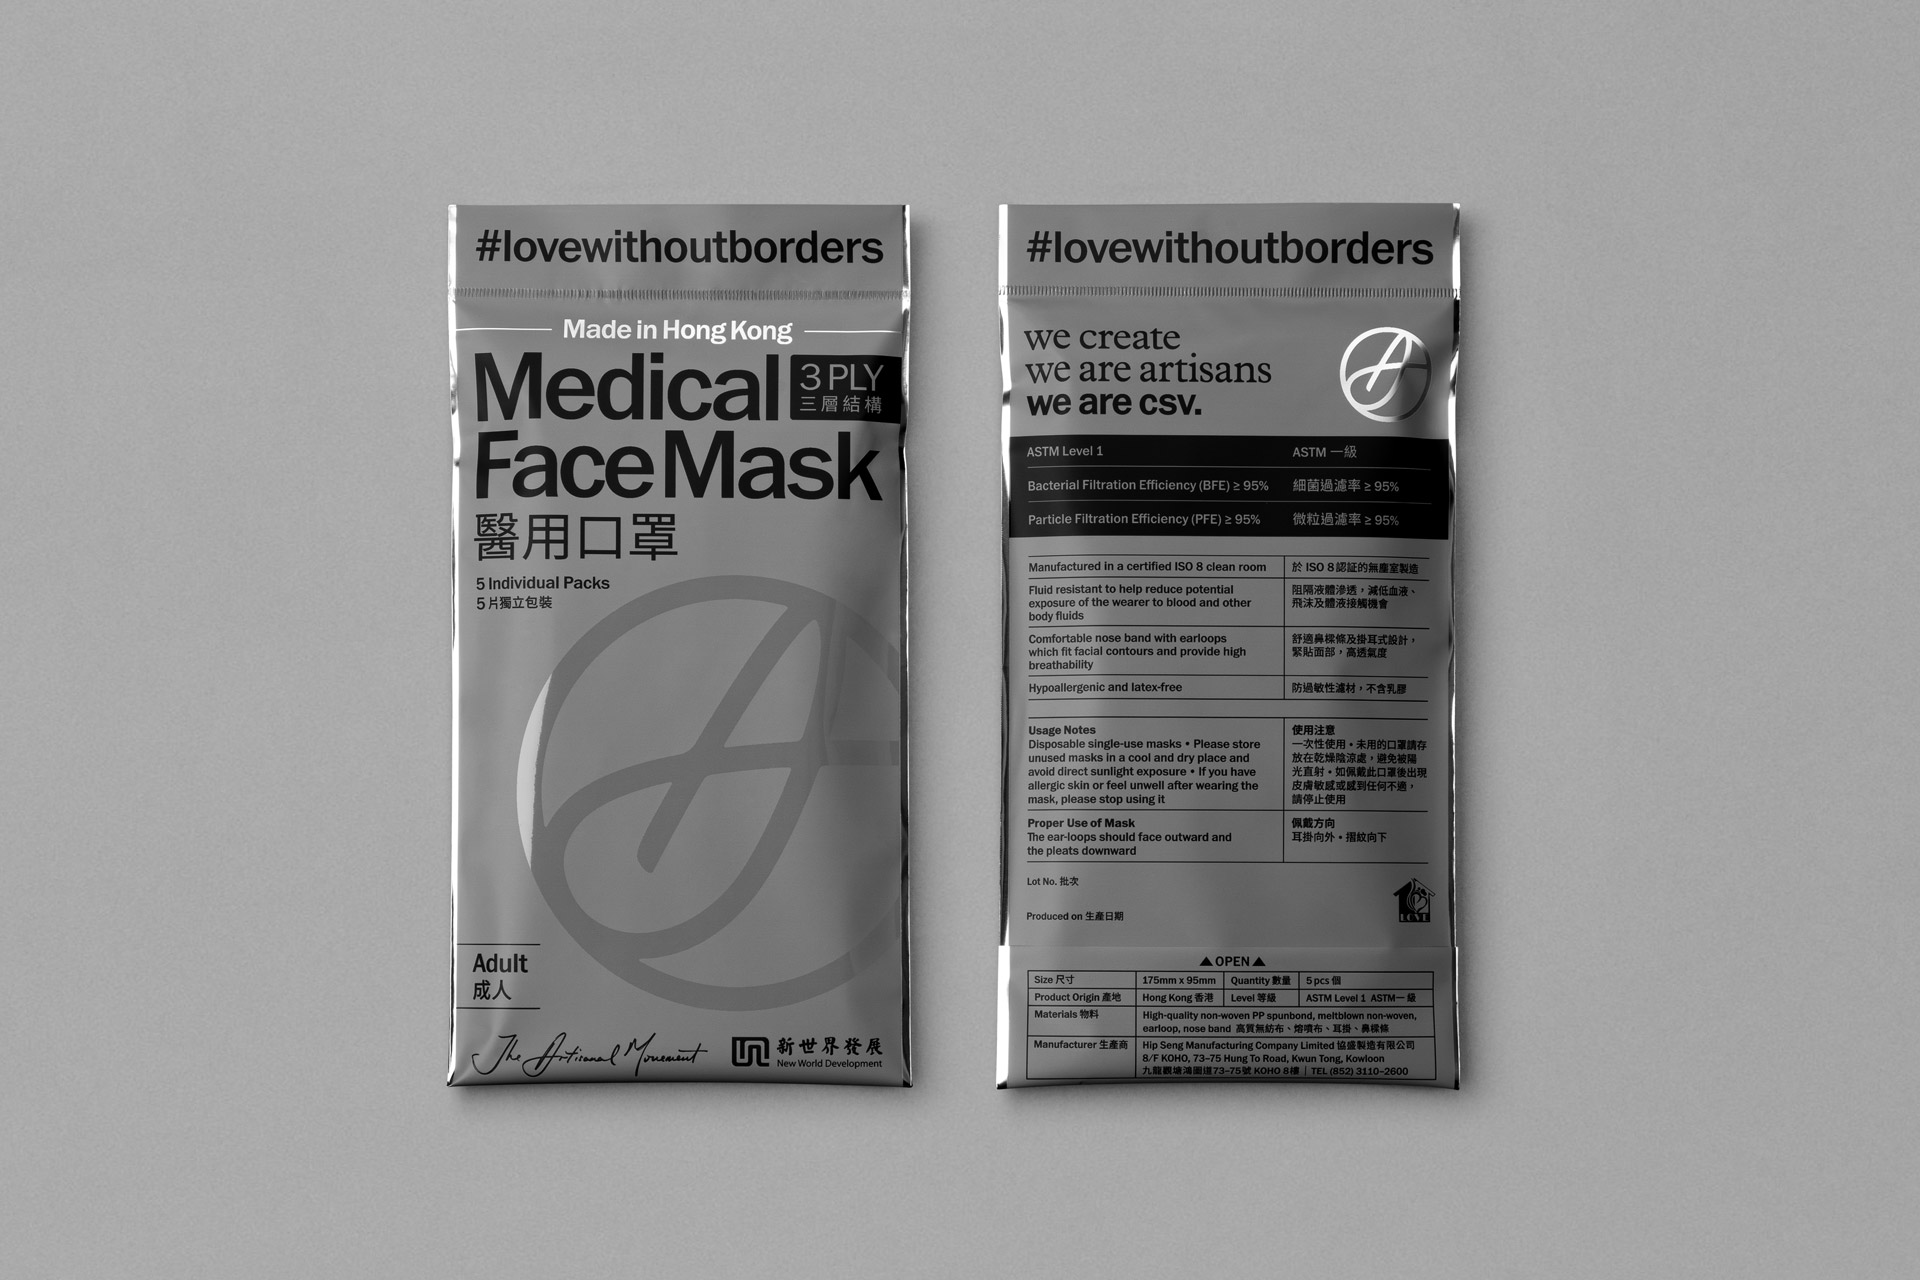 #lovewithoutborders
Made in Hong Kong
Medical
3 PLY
三層結構
Face Mask
醫用口罩
5 Individual Packs
5片獨立包裝
Adult
成人
The Artisanal Movement
新世界發展
New World Development
#lovewithoutborders
we create
we are artisans
we are csv.
ASTM Level 1
ASTM 一級
Bacterial Filtration Efficiency (BFE) ≥ 95%
細菌過濾率 ≥ 95%
Particle Filtration Efficiency (PFE) ≥ 95%
微粒過濾率 ≥ 95%
Manufactured in a certified ISO 8 clean room
於 ISO 8認証的無塵室製造
Fluid resistant to help reduce potential
exposure of the wearer to blood and other
body fluids
阻隔液體滲透，減低血液、
飛沫及體液接觸機會
Comfortable nose band with earloops
which fit facial contours and provide high
breathability
舒適鼻樑條及掛耳式設計，
緊貼面部，高透氣度
Hypoallergenic and latex-free
防過敏性濾材，不含乳膠
Usage Notes
Disposable single-use masks • Please store
unused masks in a cool and dry place and
avoid direct sunlight exposure • If you have
allergic skin or feel unwell after wearing the
mask, please stop using it
使用注意
一次性使用•未用的口罩請存
放在乾燥陰涼處，避免被陽
光直射•如佩戴此口罩後出現
皮膚敏感或感到任何不適，
請停止使用
Proper Use of Mask
The ear-loops should face outward and
the pleats downward
佩戴方向
耳掛向外•摺紋向下
Lot No. 批次
Produced on 生產日期
LOVE
▲OPEN▲
Size 尺寸
175mm x 95mm
Quantity 數量
5 pcs 個
Product Origin 產地
Hong Kong 香港
Level 等級
ASTM Level 1 ASTM一級
Materials 物料
High-quality non-woven PP spunbond, meltblown non-woven,
earloop, nose band 高質無紡布、熔噴布、耳掛、鼻樑條
Manufacturer 生產商
Hip Seng Manufacturing Company Limited 協盛製造有限公司
8/F KOHO, 73–75 Hung To Road, Kwun Tong, Kowloon
九龍觀塘鴻圖道73–75號 KOHO 8樓 | TEL (852) 3110–2600